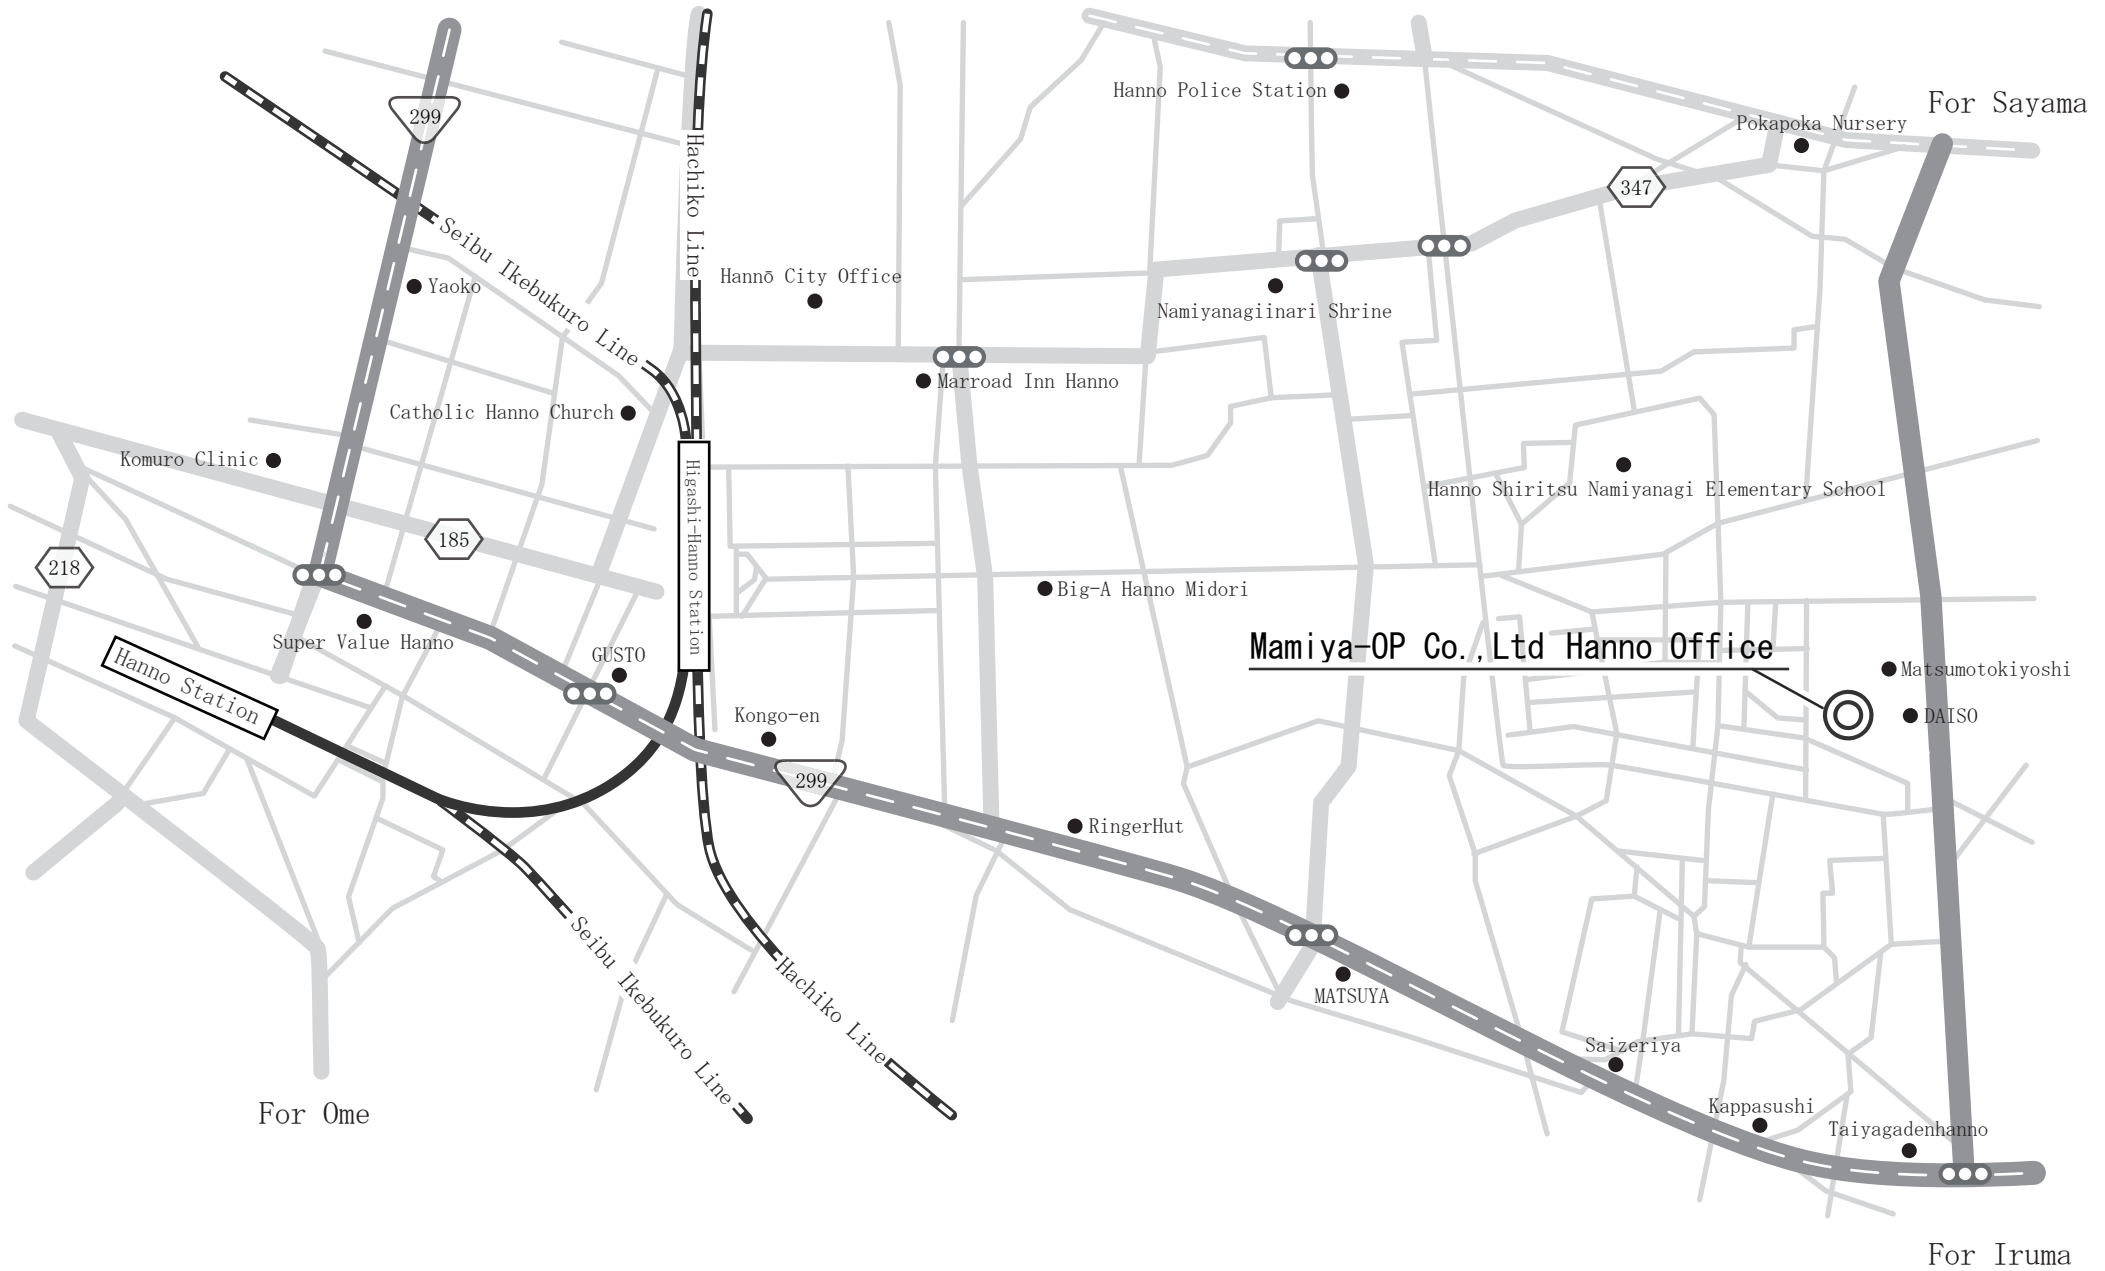 Hanno Police Station
For Sayama
299
Pokapoka Nursery
Hachiko Line
347
Seibu Ikebukuro Line
Hannō City Office
Yaoko
Namiyanagiinari Shrine
Marroad Inn Hanno
Catholic Hanno Church
Komuro Clinic
Hanno Shiritsu Namiyanagi Elementary School
185
Higashi-Hanno Station
218
Big-A Hanno Midori
Super Value Hanno
GUSTO
Mamiya-OP Co.,Ltd Hanno Office
Hanno Station
Matsumotokiyoshi
Kongo-en
DAISO
299
RingerHut
Seibu Ikebukuro Line
Hachiko Line
MATSUYA
Saizeriya
For Ome
Kappasushi
Taiyagadenhanno
For Iruma